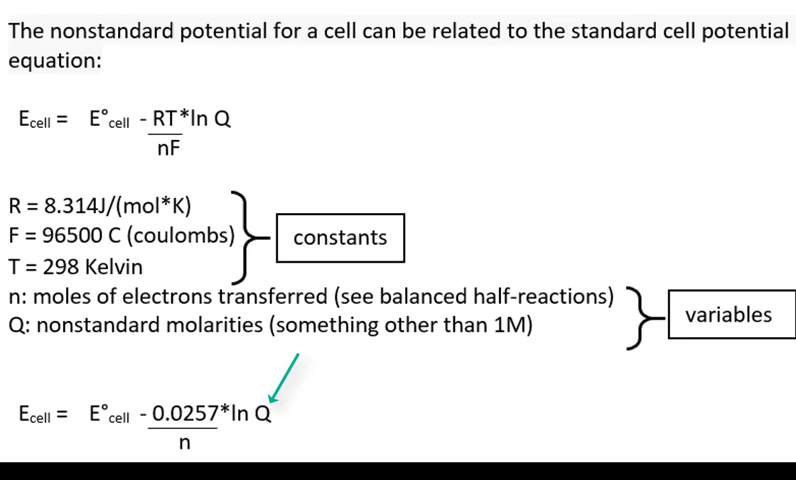 The nonstandard potential for a cell can be related to the standard cell potential
equation:
Ecell = E°cell - RT*ln Q
nF
R = 8.314J/(mol*K)
F = 96500 C (coulombs)
constants
T = 298 Kelvin
n: moles of electrons transferred (see balanced half-reactions)
variables
Q: nonstandard molarities (something other than 1M)
Ecell = E°cell - 0.0257*ln Q
n